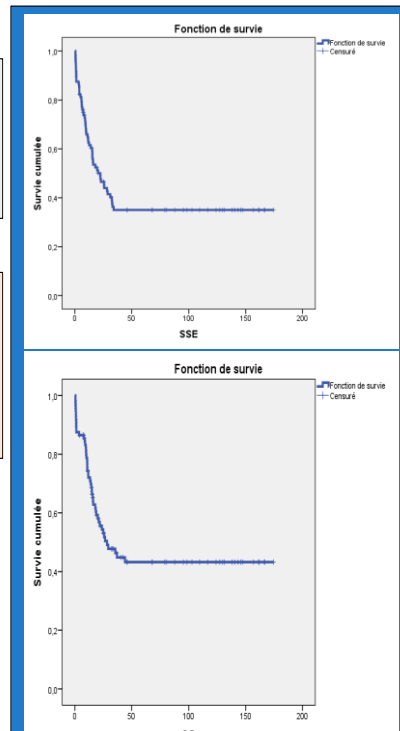 Fonction de survie
Fonction de survie
Censuré
Survie cumulée
1,0
0,8
0,6
0,4
0,2
0,0
0
50
100
150
200
SSE
Fonction de survie
Fonction de survie
Censuré
Survie cumulée
1,0
0,8
0,6
0,4
0,2
0,0
0
50
100
150
200